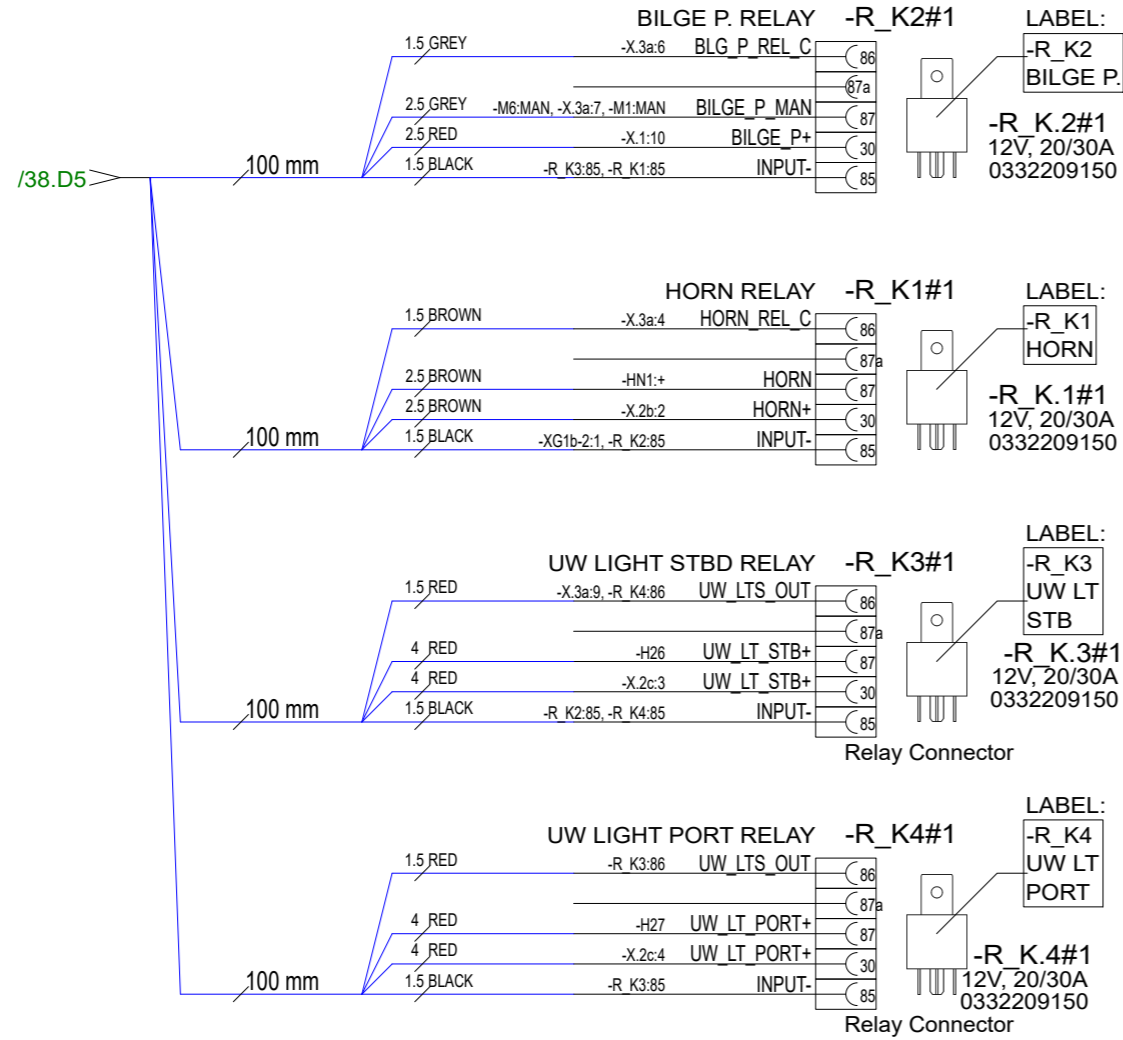 BILGE P. RELAY -R_K2#1 LABEL:
1.5 GREY -X.3a:6 BLG_P_REL_C 86
-R_K2
BILGE P.
87a
2.5 GREY -M6:MAN, -X.3a:7, -M1:MAN BILGE_P_MAN 87
2.5 RED -X.1:10 BILGE_P+ 30
1.5 BLACK -R_K3:85, -R_K1:85 INPUT- 85
-R_K.2#1
12V, 20/30A
0332209150
/38.D5
100 mm
HORN RELAY -R_K1#1 LABEL:
1.5 BROWN -X.3a:4 HORN_REL_C 86
-R_K1
HORN
87a
2.5 BROWN -HN1:+ HORN 87
2.5 BROWN -X.2b:2 HORN+ 30
1.5 BLACK -XG1b-2:1, -R_K2:85 INPUT- 85
-R_K.1#1
12V, 20/30A
0332209150
100 mm
UW LIGHT STBD RELAY -R_K3#1 LABEL:
1.5 RED -X.3a:9, -R_K4:86 UW_LTS_OUT 86
-R_K3
UW LT
STB
87a
4 RED -H26 UW_LT_STB+ 87
4 RED -X.2c:3 UW_LT_STB+ 30
1.5 BLACK -R_K2:85, -R_K4:85 INPUT- 85
-R_K.3#1
12V, 20/30A
0332209150
100 mm
Relay Connector
UW LIGHT PORT RELAY -R_K4#1 LABEL:
1.5 RED -R_K3:86 UW_LTS_OUT 86
-R_K4
UW LT
PORT
87a
4 RED -H27 UW_LT_PORT+ 87
4 RED -X.2c:4 UW_LT_PORT+ 30
1.5 BLACK -R_K3:85 INPUT- 85
-R_K.4#1
12V, 20/30A
0332209150
100 mm
Relay Connector